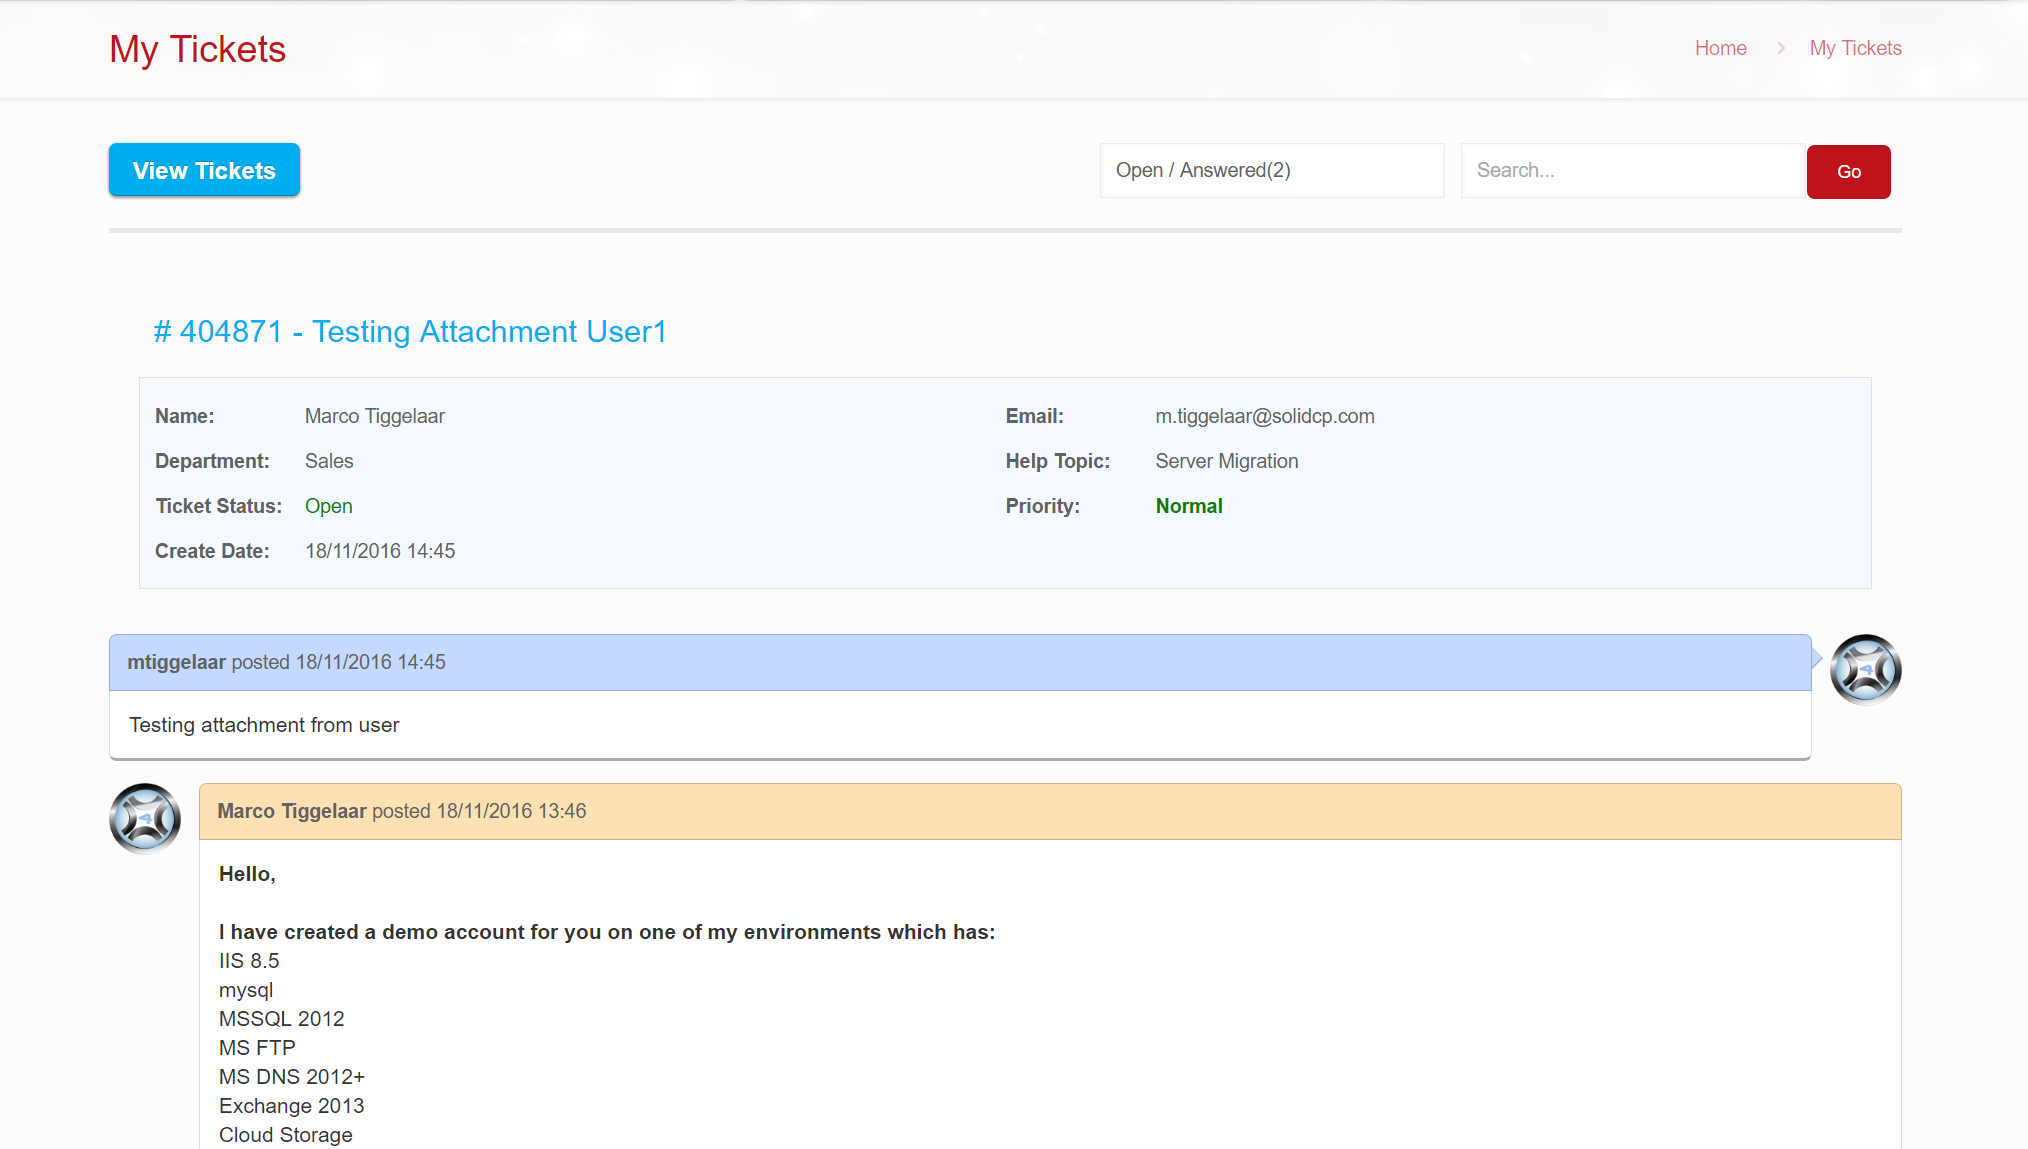 My Tickets
Home > My Tickets
View Tickets
Open / Answered(2)
Search...
Go
# 404871 - Testing Attachment User1
Name: Marco Tiggelaar
Email: m.tiggelaar@solidcp.com
Department: Sales
Help Topic: Server Migration
Ticket Status: Open
Priority: Normal
Create Date: 18/11/2016 14:45
mtiggelaar posted 18/11/2016 14:45
4
Testing attachment from user
4
Marco Tiggelaar posted 18/11/2016 13:46
Hello,
I have created a demo account for you on one of my environments which has:
IIS 8.5
mysql
MSSQL 2012
MS FTP
MS DNS 2012+
Exchange 2013
Cloud Storage